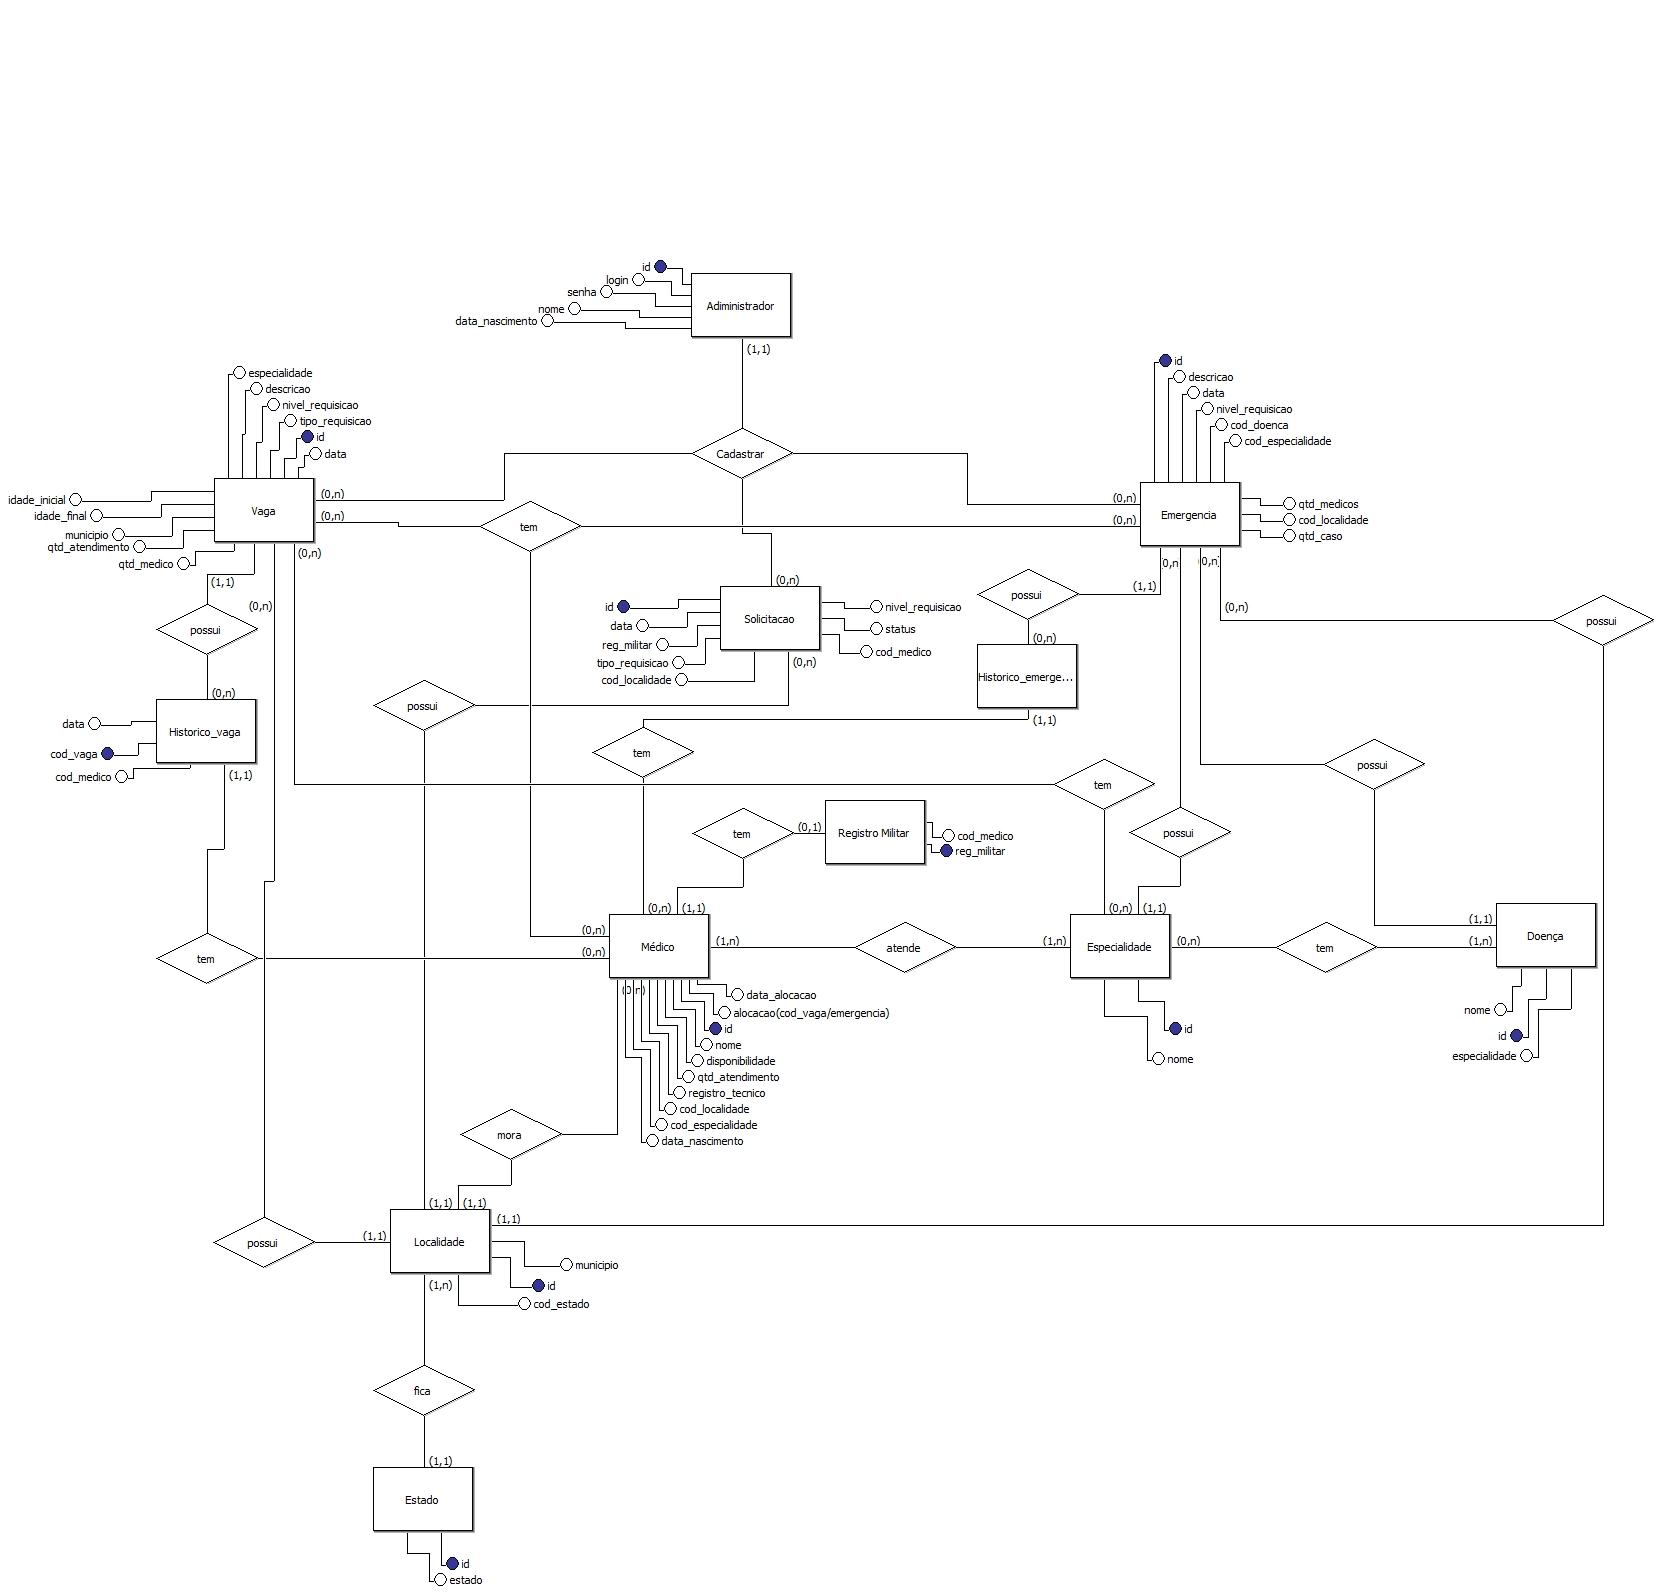 id
login
senha
nome
data_nascimento
Administrador
(1,1)
especialidade
descricao
nivel_requisicao
tipo_requisicao
id
data
id
descricao
data
nivel_requisicao
cod_doenca
cod_especialidade
Cadastrar
idade_inicial
idade_final
municipio
qtd_atendimento
qtd_medico
Vaga
(0,n)
(0,n)
(0,n)
tem
(0,n)
(0,n)
Emergencia
qtd_medicos
cod_localidade
qtd_caso
(1,1)
(0,n)
possui
(0,n)
id
data
reg_militar
tipo_requisicao
cod_localidade
Solicitacao
nivel_requisicao
status
cod_medico
(0,n)
possui
(1,1)
(0,n)
(0,n)
(0,n)
possui
(0,n)
Historico_emerge...
(1,1)
(0,n)
data
cod_vaga
cod_medico
Historico_vaga
(1,1)
possui
tem
tem
possui
tem
(0,1)
Registro Militar
cod_medico
reg_militar
possui
tem
(0,n)
(0,n)
(0,n)
(1,1)
Médico
(1,n)
atende
(1,n)
(0,n)
(1,1)
Especialidade
(0,n)
tem
(1,1)
(1,n)
Doença
(0,n)
data_alocacao
alocacao(cod_vaga/emergencia)
id
nome
disponibilidade
qtd_atendimento
registro_tecnico
cod_localidade
cod_especialidade
data_nascimento
id
nome
nome
id
especialidade
mora
possui
(1,1)
(1,1)
(1,1)
(1,1)
Localidade
municipio
id
cod_estado
(1,n)
fica
(1,1)
Estado
id
estado